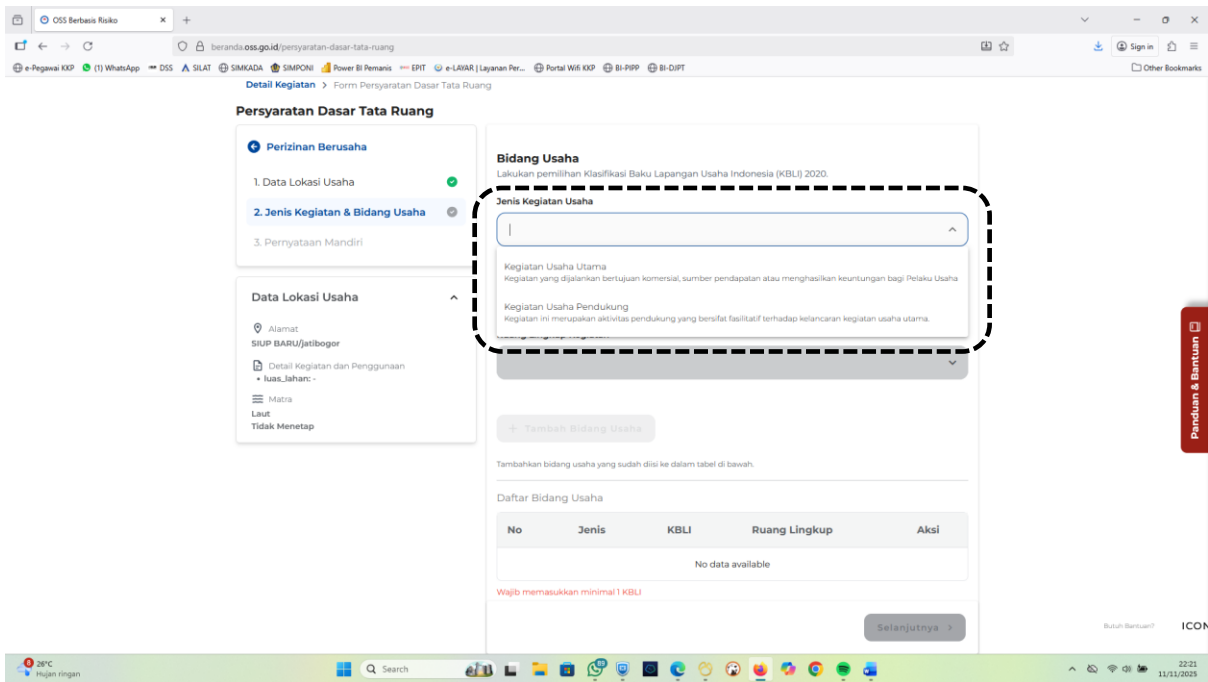 OSS Berbasis Risiko
beranda.oss.go.id/persyaratan-dasar-tata-ruang
Sign in
e-Pegawai KKP (1) WhatsApp DSS SILAT SIMKADA SIMPONI Power BI Pemanis EPIT e-LAYAR | Layanan Per... Portal Wifi KKP BI-PIPP BI-DJPT Other Bookmarks
Detail Kegiatan > Form Persyaratan Dasar Tata Ruang
Persyaratan Dasar Tata Ruang
Perizinan Berusaha
1. Data Lokasi Usaha
2. Jenis Kegiatan & Bidang Usaha
3. Pernyataan Mandiri
Data Lokasi Usaha
Alamat
SIUP BARU/jatibogor
Detail Kegiatan dan Penggunaan
• luas_lahan: -
Matra
Laut
Tidak Menetap
Bidang Usaha
Lakukan pemilihan Klasifikasi Baku Lapangan Usaha Indonesia (KBLI) 2020.
Jenis Kegiatan Usaha
Kegiatan Usaha Utama
Kegiatan yang dijalankan bertujuan komersial, sumber pendapatan atau menghasilkan keuntungan bagi Pelaku Usaha
Kegiatan Usaha Pendukung
Kegiatan ini merupakan aktivitas pendukung yang bersifat fasilitatif terhadap kelancaran kegiatan usaha utama.
+ Tambah Bidang Usaha
Tambahkan bidang usaha yang sudah diisi ke dalam tabel di bawah.
Daftar Bidang Usaha
No Jenis KBLI Ruang Lingkup Aksi
No data available
Wajib memasukkan minimal 1 KBLI
Selanjutnya >
Panduan & Bantuan
Butuh Bantuan? ICON
26°C
Hujan ringan
Search
22:21
11/11/2025